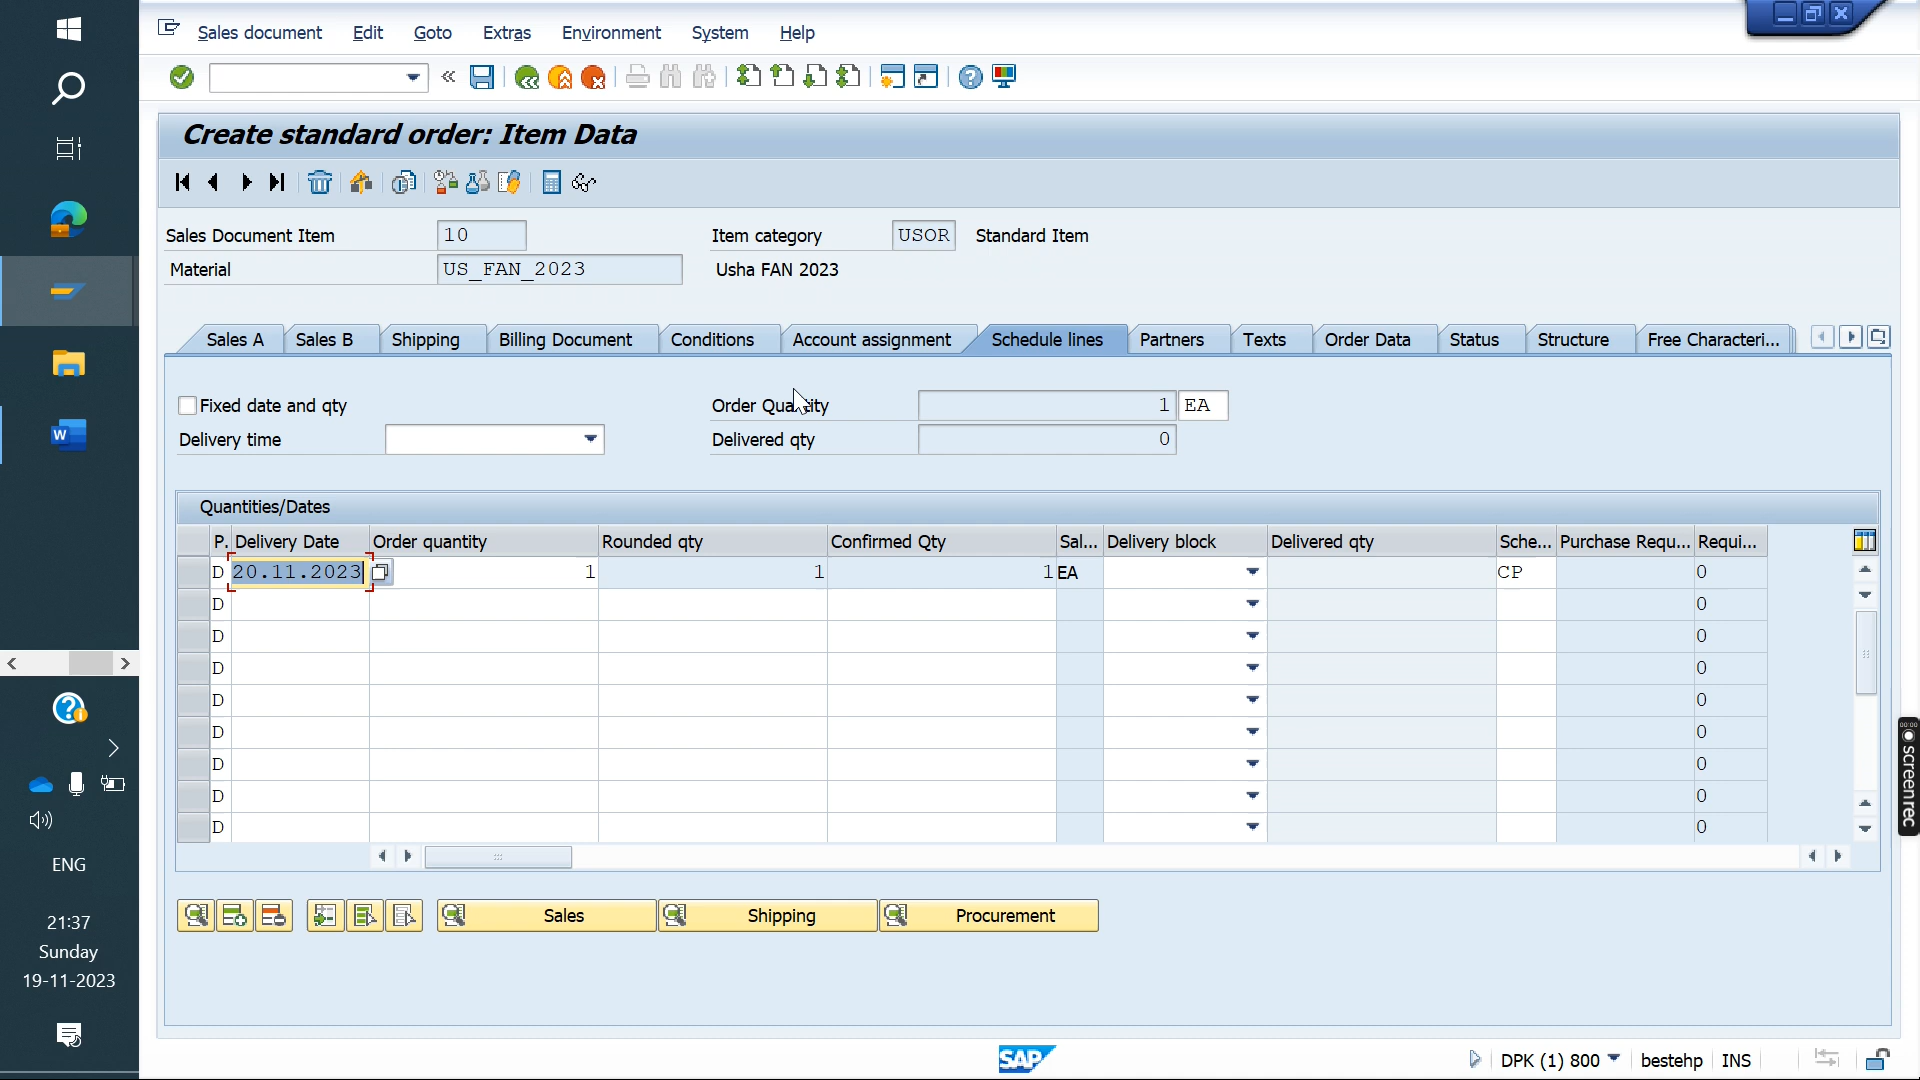 Sales document Edit Goto Extras Environment System Help
Create standard order: Item Data
Sales Document Item 10 Item category USOR Standard Item
Material US_FAN_2023 Usha FAN 2023
Sales A Sales B Shipping Billing Document Conditions Account assignment Schedule lines Partners Texts Order Data Status Structure Free Characteri...
Fixed date and qty Order Quantity 1 EA
Delivery time Delivered qty 0
Quantities/Dates
P. Delivery Date Order quantity Rounded qty Confirmed Qty Sal... Delivery block Delivered qty Sche... Purchase Requ... Requi...
D 20.11.2023 1 1 1 EA CP 0
D 0
D 0
D 0
D 0
D 0
D 0
D 0
D 0
Sales Shipping Procurement
SAP DPK (1) 800 bestehp INS
W
ENG
21:37
Sunday
19-11-2023
00:00
screenrec